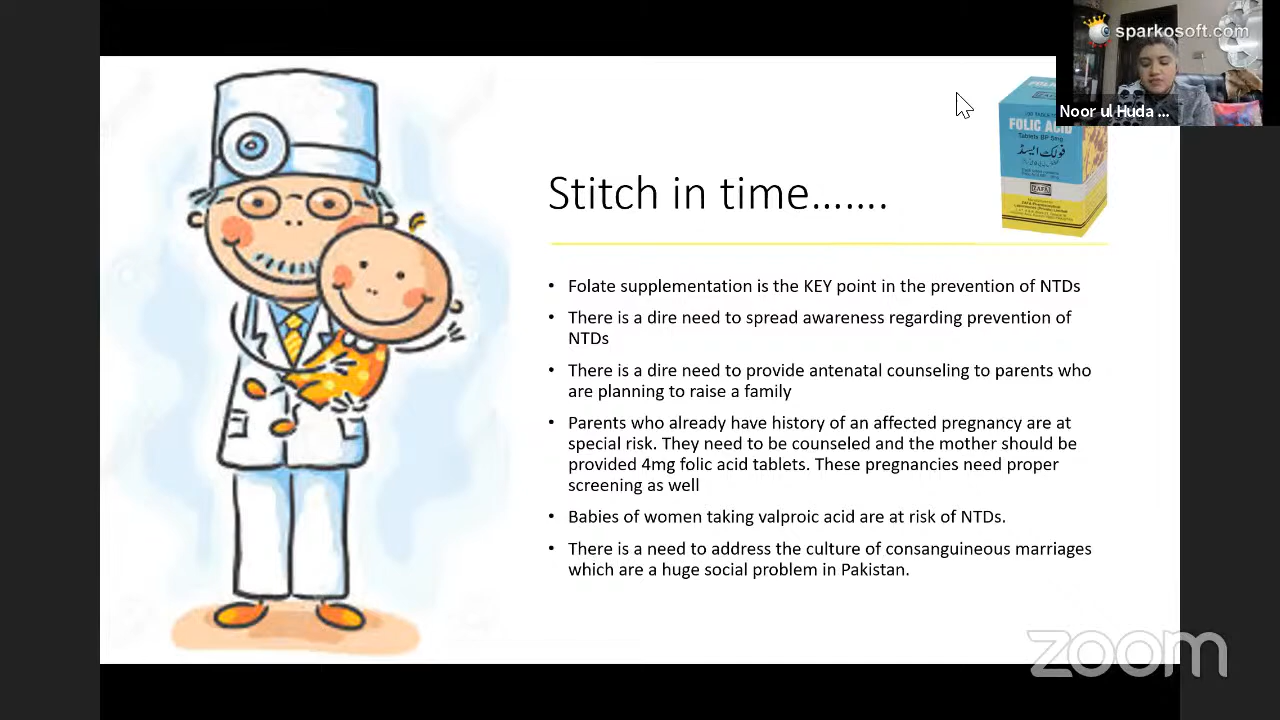 sparkosoft.com
Noor ul Huda ...
FOLIC ACID
Tablets BP 5mg
فولک ایسڈ
ZAFA
Stitch in time.......
• Folate supplementation is the KEY point in the prevention of NTDs
• There is a dire need to spread awareness regarding prevention of
NTDs
• There is a dire need to provide antenatal counseling to parents who
are planning to raise a family
• Parents who already have history of an affected pregnancy are at
special risk. They need to be counseled and the mother should be
provided 4mg folic acid tablets. These pregnancies need proper
screening as well
• Babies of women taking valproic acid are at risk of NTDs.
• There is a need to address the culture of consanguineous marriages
which are a huge social problem in Pakistan.
zoom